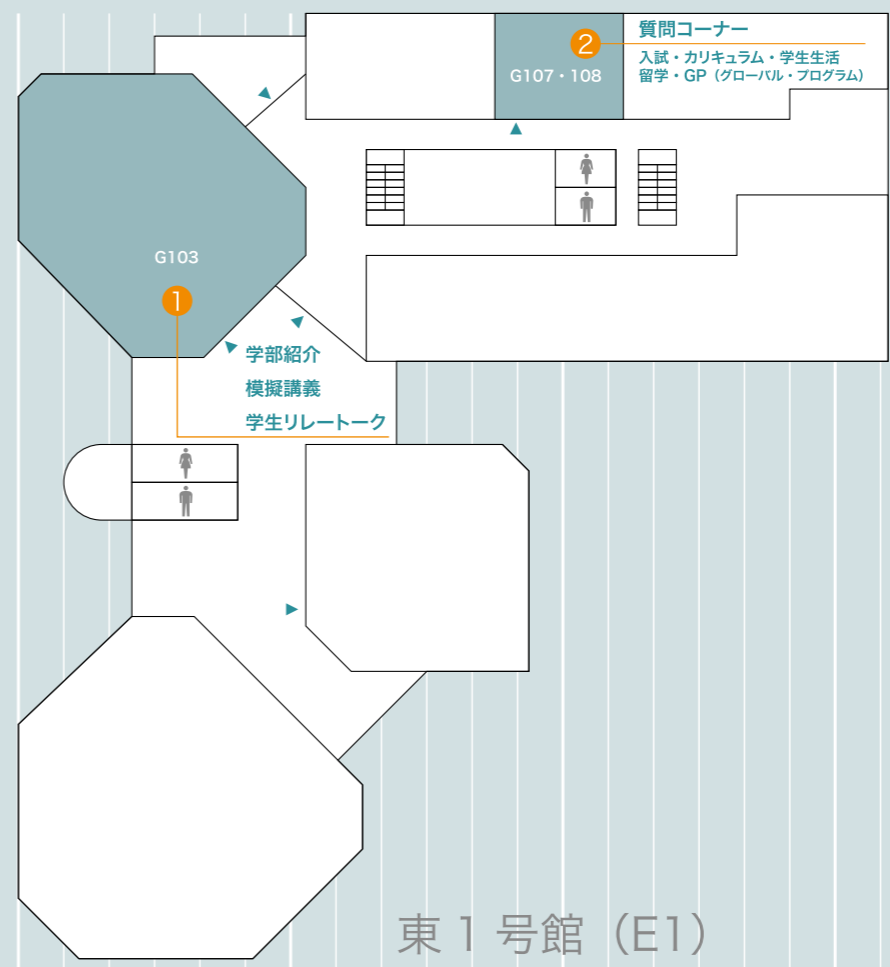 2
質問コーナー
入試・カリキュラム・学生生活
留学・GP（グローバル・プログラム）
G107・108
G103
1
学部紹介
模擬講義
学生リレートーク
東1号館（E1）